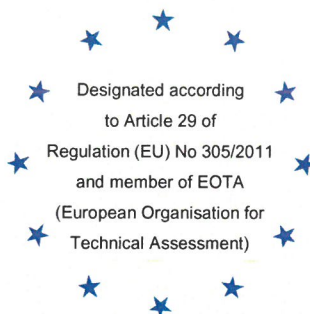 Designated according
to Article 29 of
Regulation (EU) No 305/2011
and member of EOTA
(European Organisation for
Technical Assessment)